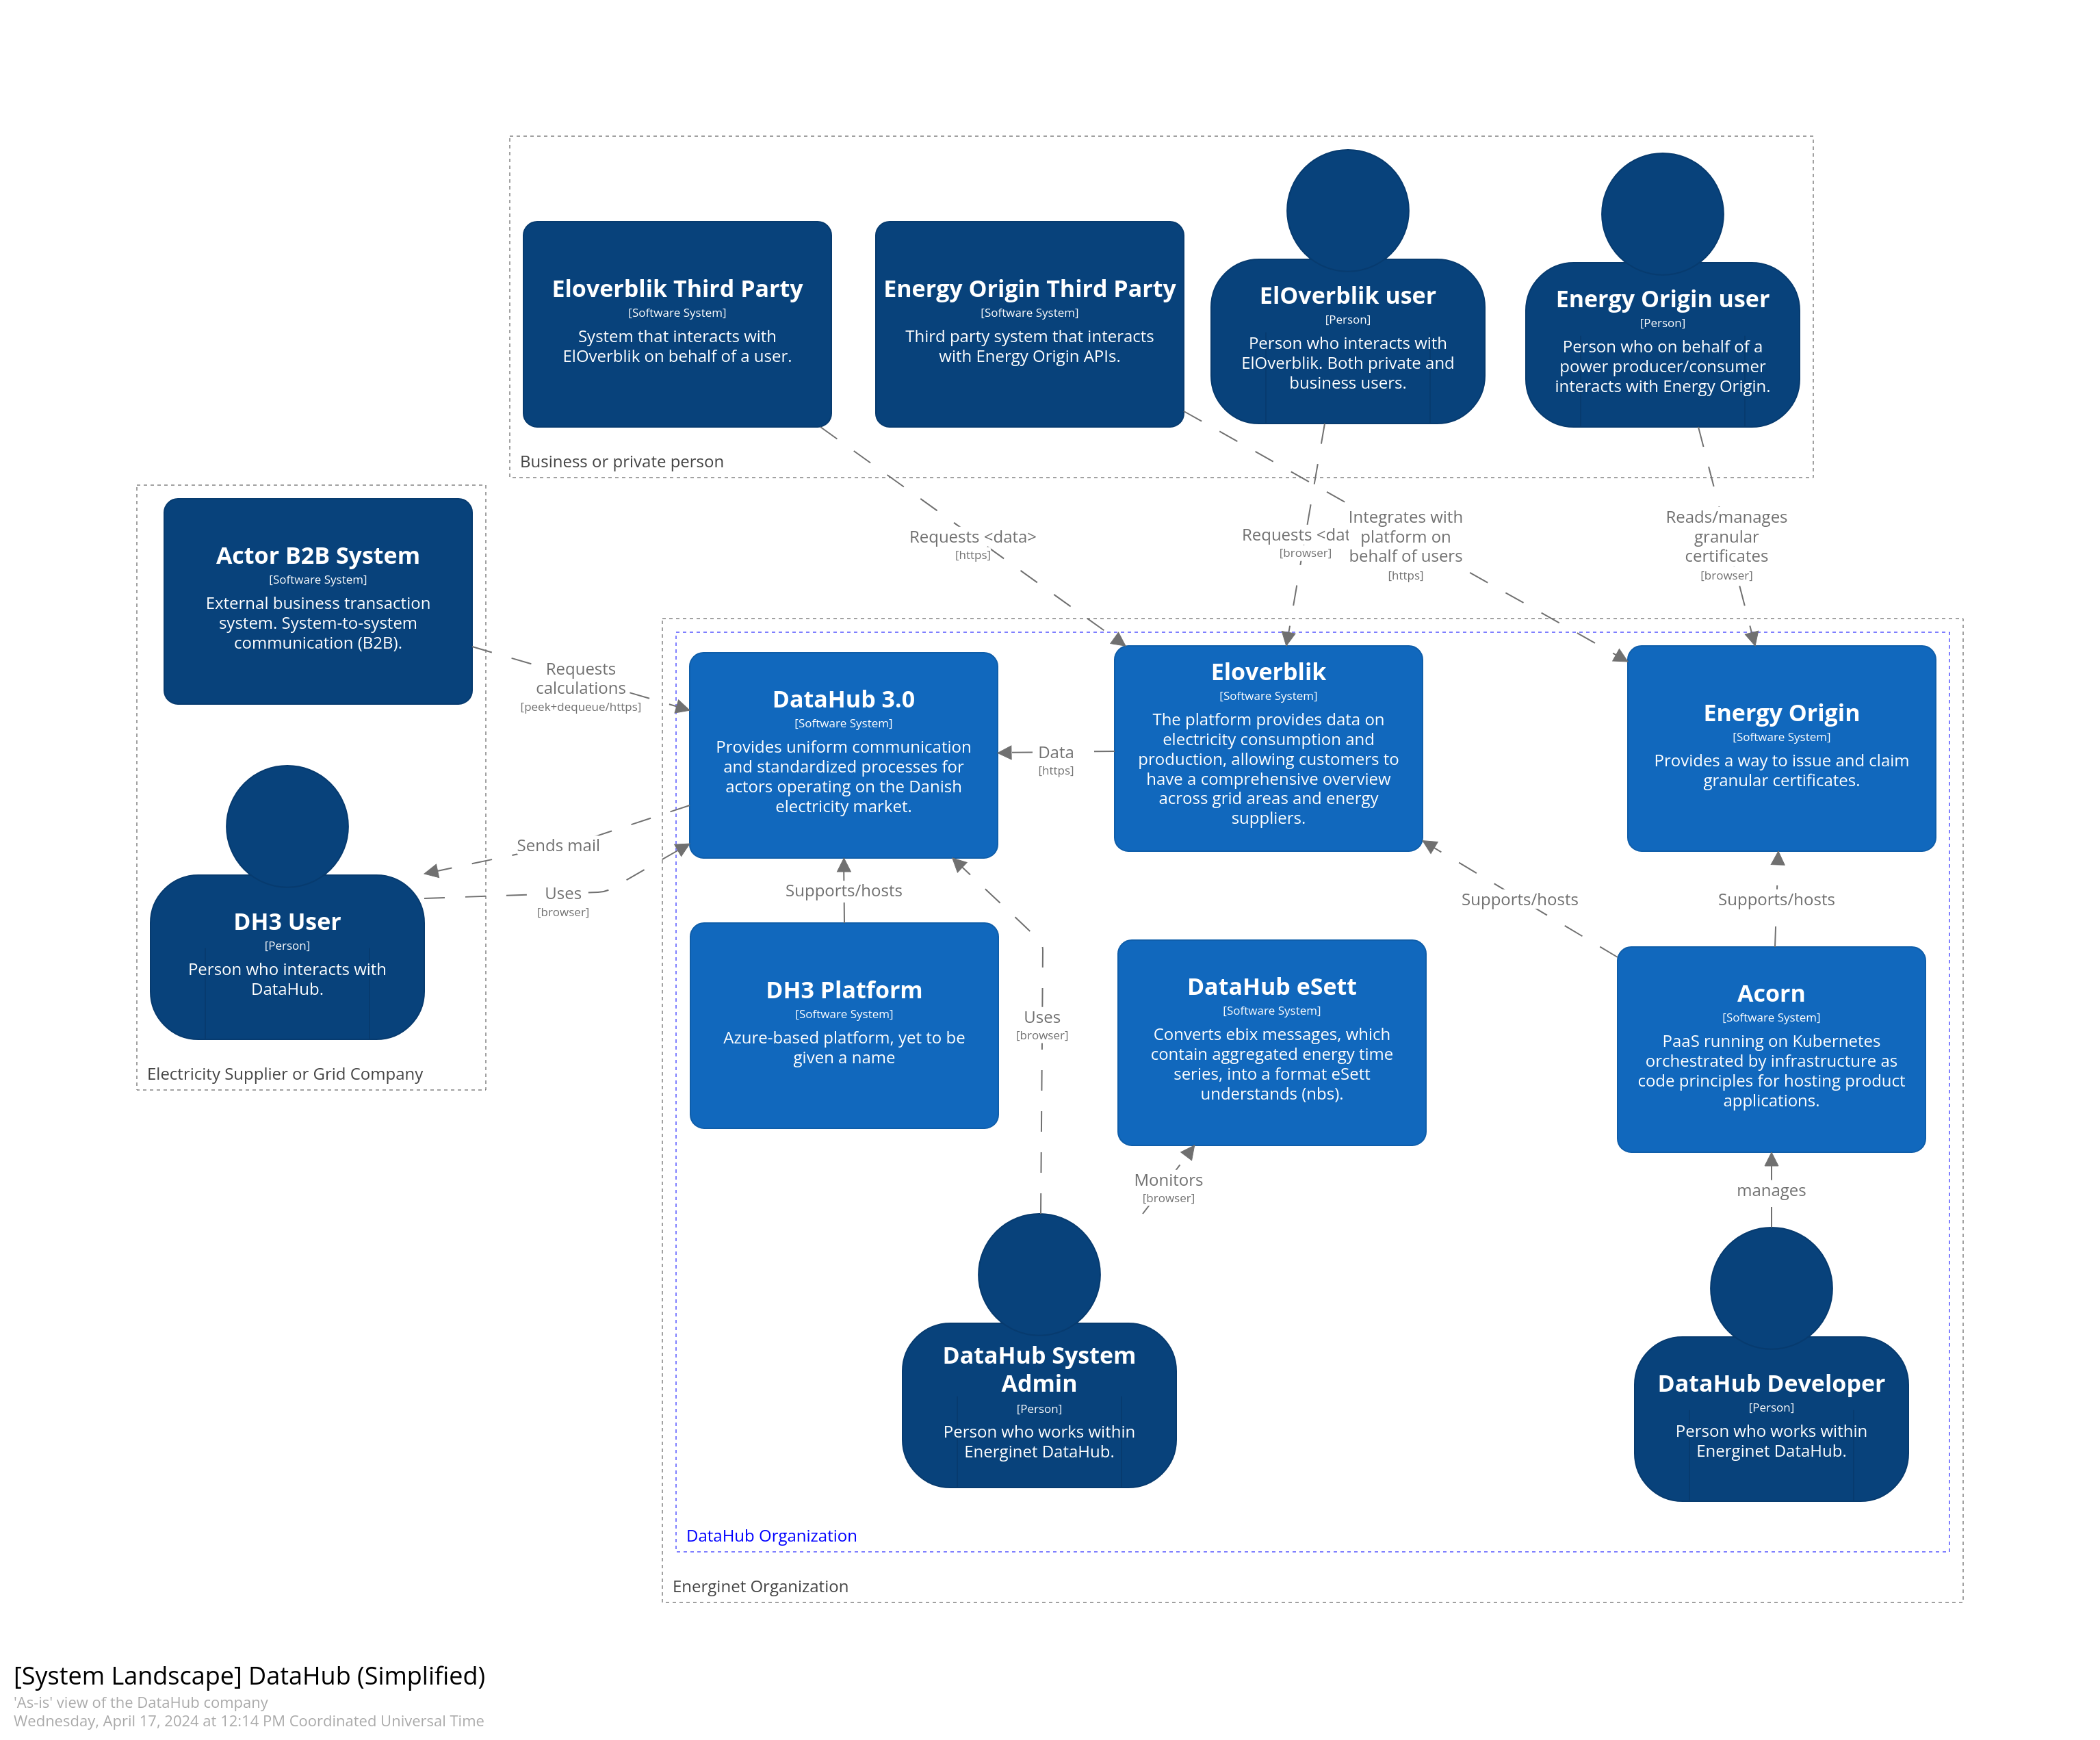 Eloverblik Third Party
[Software System]
System that interacts with
ElOverblik on behalf of a user.
Energy Origin Third Party
[Software System]
Third party system that interacts
with Energy Origin APIs.
ElOverblik user
[Person]
Person who interacts with
ElOverblik. Both private and
business users.
Energy Origin user
[Person]
Person who on behalf of a
power producer/consumer
interacts with Energy Origin.
Business or private person
Actor B2B System
[Software System]
External business transaction
system. System-to-system
communication (B2B).
Requests <data>
[https]
Requests <dat
[browser]
Integrates with
platform on
behalf of users
[https]
Reads/manages
granular
certificates
[browser]
Requests
calculations
[peek+dequeue/https]
DataHub 3.0
[Software System]
Provides uniform communication
and standardized processes for
actors operating on the Danish
electricity market.
Data
[https]
Eloverblik
[Software System]
The platform provides data on
electricity consumption and
production, allowing customers to
have a comprehensive overview
across grid areas and energy
suppliers.
Energy Origin
[Software System]
Provides a way to issue and claim
granular certificates.
Sends mail
Uses
[browser]
Supports/hosts
Supports/hosts
Supports/hosts
DH3 User
[Person]
Person who interacts with
DataHub.
Electricity Supplier or Grid Company
DH3 Platform
[Software System]
Azure-based platform, yet to be
given a name
Uses
[browser]
DataHub eSett
[Software System]
Converts ebix messages, which
contain aggregated energy time
series, into a format eSett
understands (nbs).
Acorn
[Software System]
PaaS running on Kubernetes
orchestrated by infrastructure as
code principles for hosting product
applications.
Monitors
[browser]
manages
DataHub System
Admin
[Person]
Person who works within
Energinet DataHub.
DataHub Developer
[Person]
Person who works within
Energinet DataHub.
DataHub Organization
Energinet Organization
[System Landscape] DataHub (Simplified)
'As-is' view of the DataHub company
Wednesday, April 17, 2024 at 12:14 PM Coordinated Universal Time